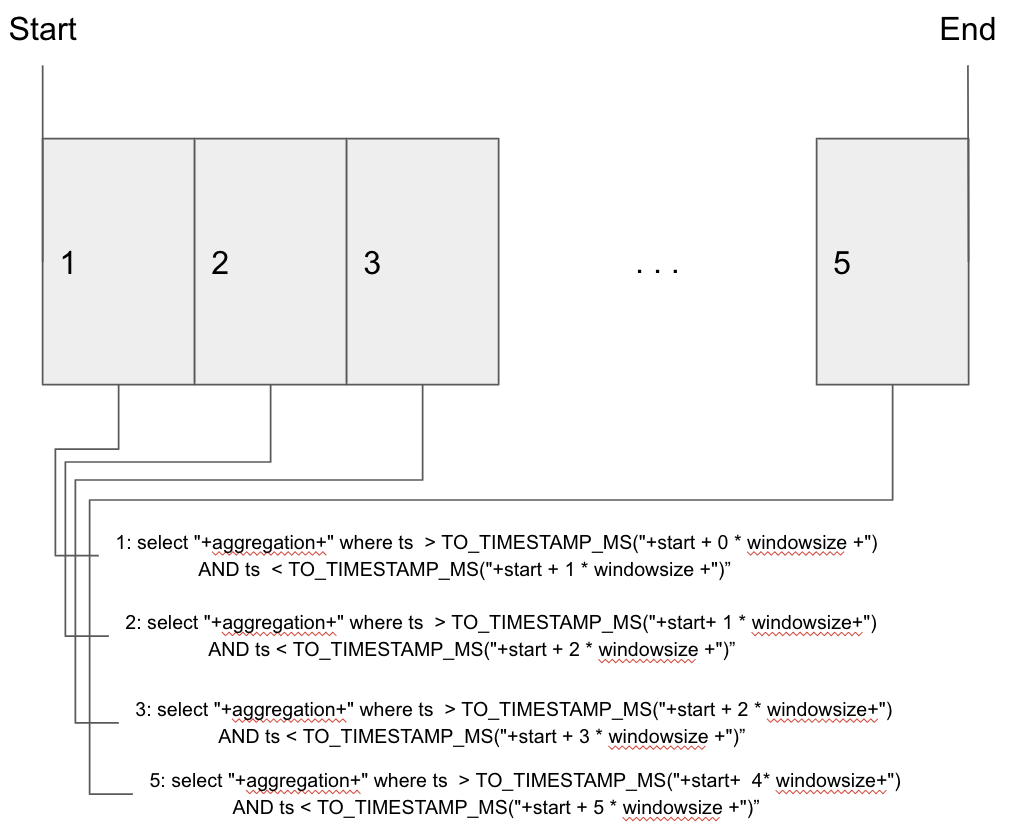 Start
End
1
2
3
. . .
5
1: select "+aggregation+" where ts  > TO_TIMESTAMP_MS("+start + 0 * windowsize +")
AND ts  < TO_TIMESTAMP_MS("+start + 1 * windowsize +")”
2: select "+aggregation+" where ts  > TO_TIMESTAMP_MS("+start+ 1 * windowsize+")
AND ts < TO_TIMESTAMP_MS("+start + 2 * windowsize +")”
3: select "+aggregation+" where ts  > TO_TIMESTAMP_MS("+start + 2 * windowsize+")
AND ts < TO_TIMESTAMP_MS("+start + 3 * windowsize +")”
5: select "+aggregation+" where ts  > TO_TIMESTAMP_MS("+start+  4* windowsize+")
AND ts < TO_TIMESTAMP_MS("+start + 5 * windowsize +")”